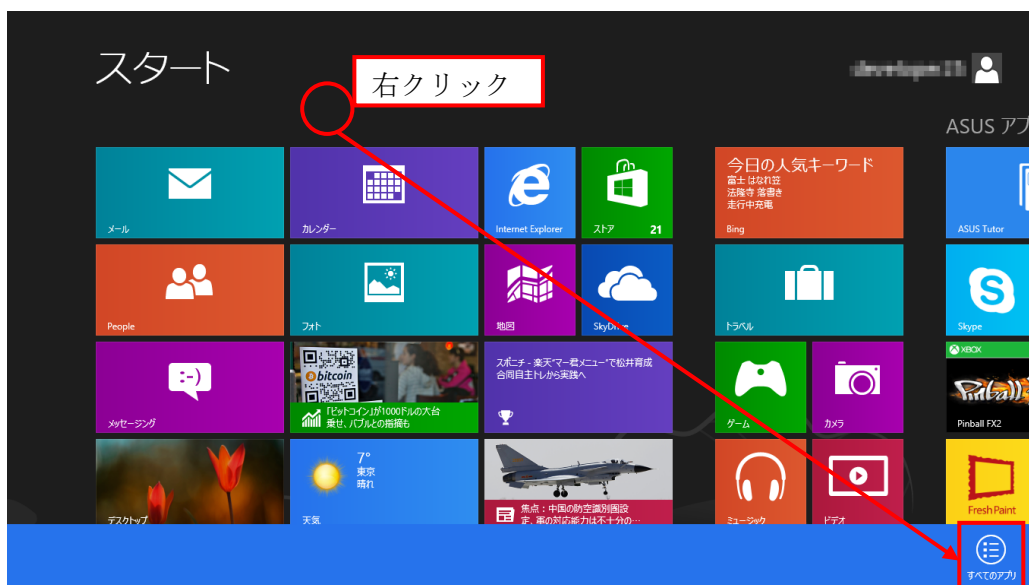 スタート
右クリック
ASUS アプ
メール
カレンダー
Internet Explorer
ストア 21
今日の人気キーワード
富士 はなれ笠
法隆寺 落書き
走行中充電
Bing
ASUS Tutor
People
フォト
地図
SkyDrive
トラベル
Skype
:-)
メッセージング
bitcoin
「ビットコイン」が1000ドルの大台
乗せ、バブルとの指摘も
スポニチ - 楽天“マー君メニュー”で松井育成
合同自主トレから実践
へ
ゲーム
カメラ
XBOX
Pinball
Pinball FX2
デスクトップ
7°
東京
晴れ
天気
焦点：中国の防空識別圏設
定、軍の対応能力は不十分の…
ミュージック
ビデオ
Fresh Paint
すべてのアプリ